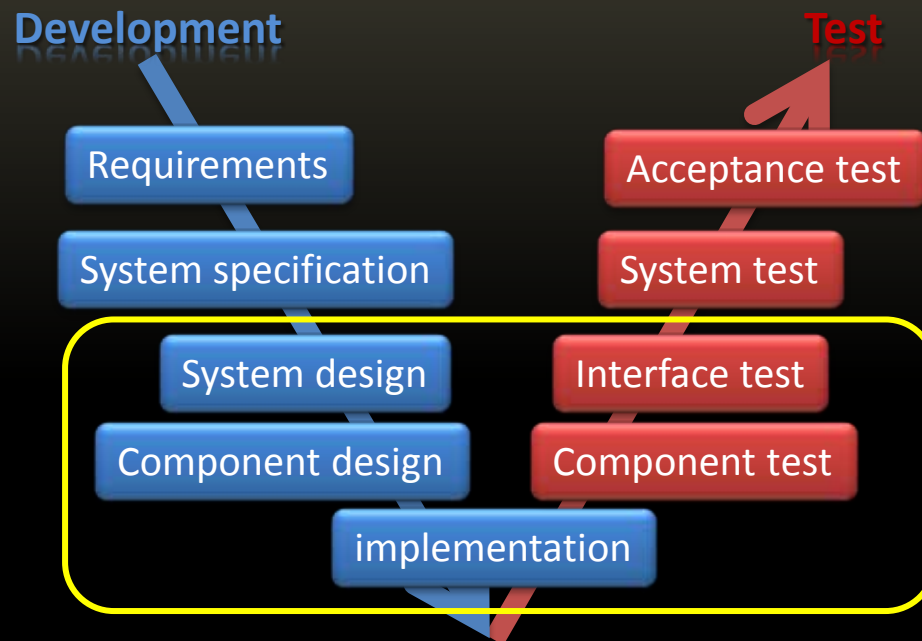 Development
Test
Requirements
Acceptance test
System specification
System test
System design
Interface test
Component design
Component test
implementation